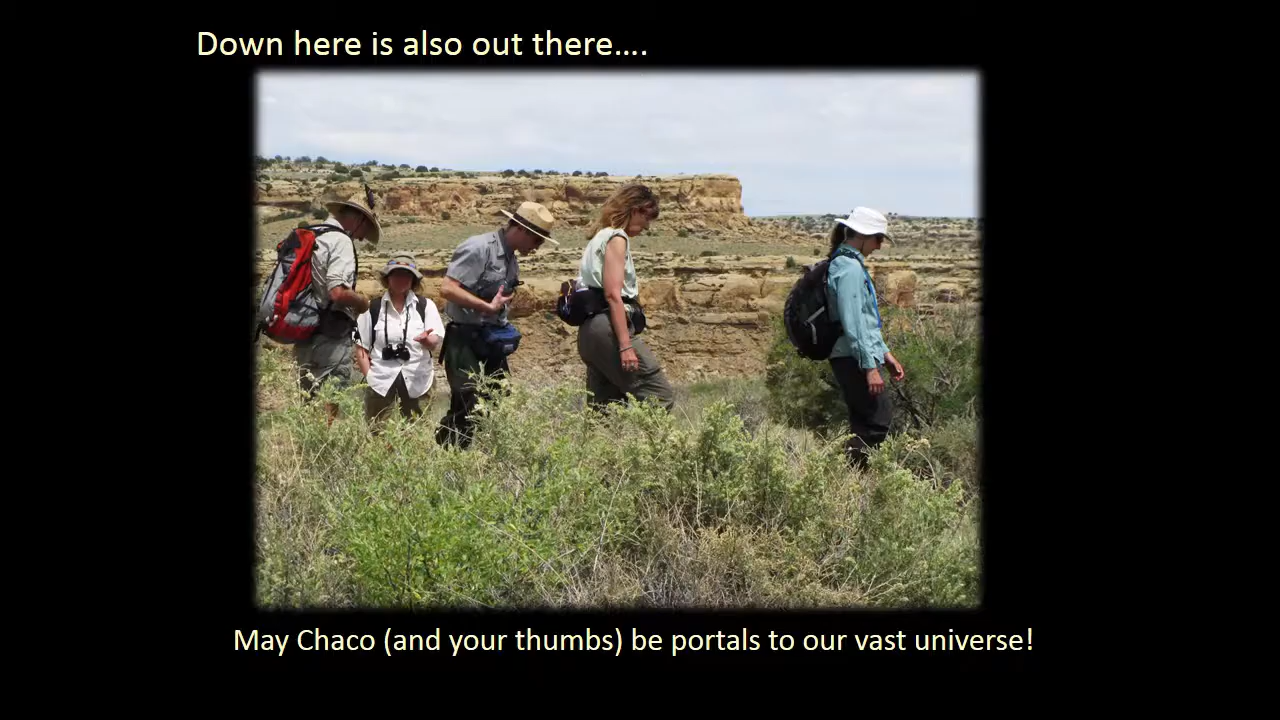 Down here is also out there….
May Chaco (and your thumbs) be portals to our vast universe!